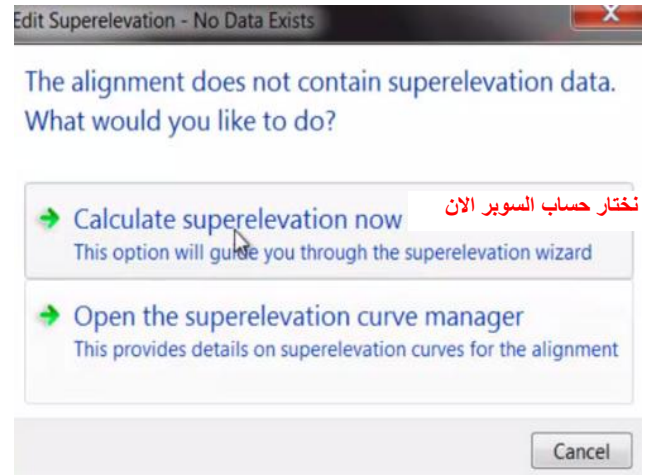 Edit Superelevation - No Data Exists
The alignment does not contain superelevation data.
What would you like to do?
Calculate superelevation now
نختار حساب السوبر الان
This option will guide you through the superelevation wizard
Open the superelevation curve manager
This provides details on superelevation curves for the alignment
Cancel